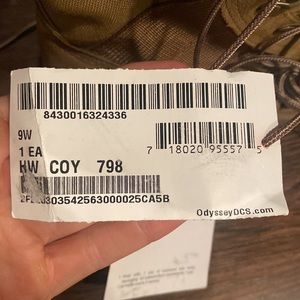 8430016324336
9W
1 EA
7 18020 95557 5
HW COY 798
OdysseyDCS.com